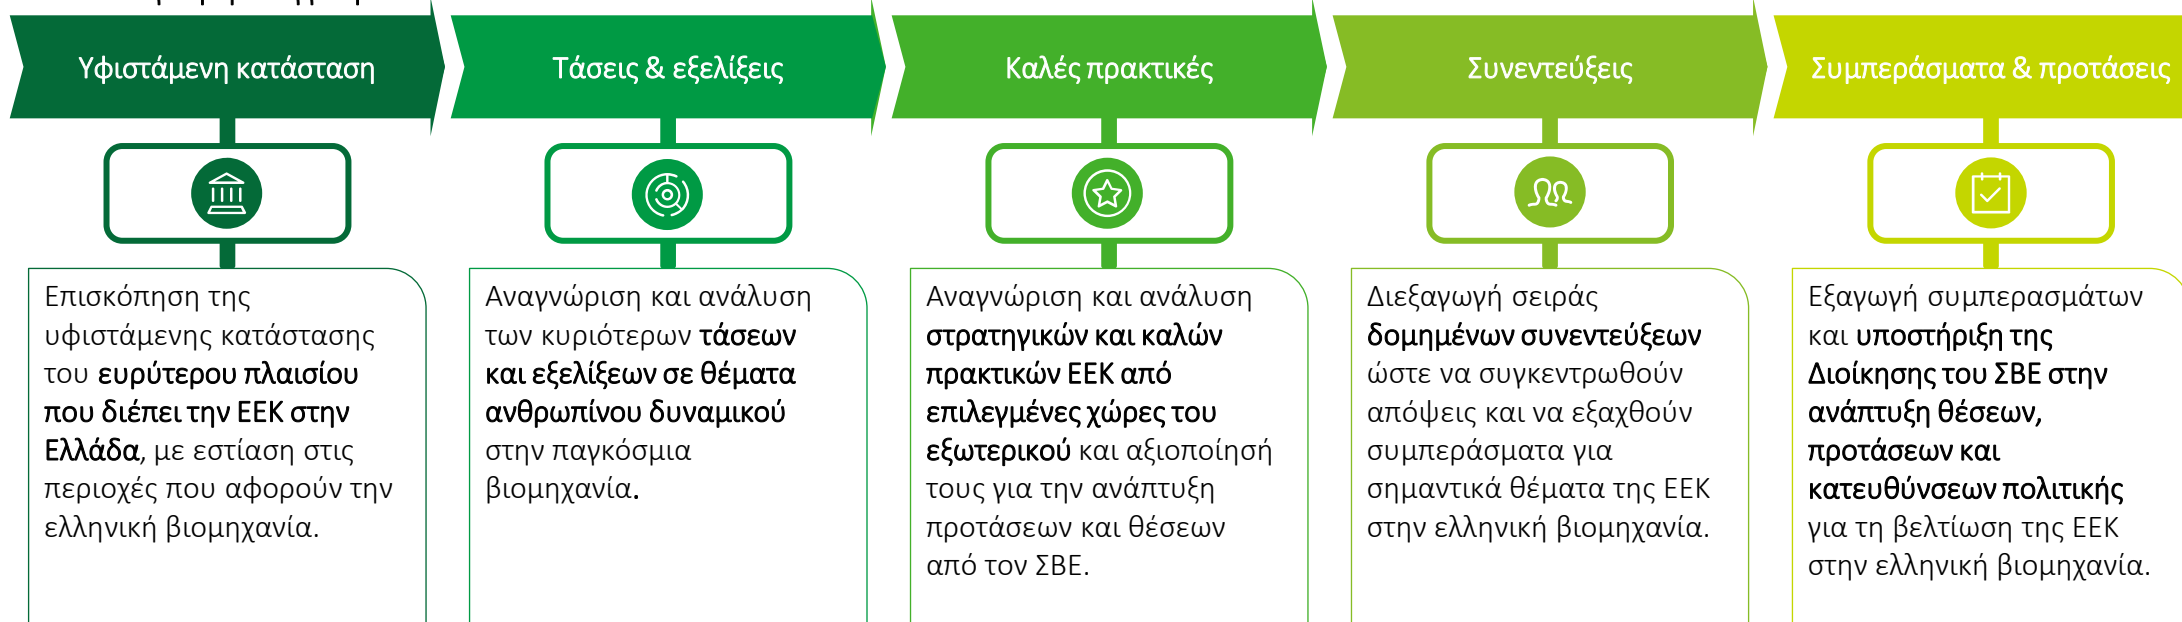 Υφιστάμενη κατάσταση
Τάσεις & εξελίξεις
Καλές πρακτικές
Συνεντεύξεις
Συμπεράσματα & προτάσεις
Επισκόπηση της
υφιστάμενης κατάστασης
του ευρύτερου πλαισίου
που διέπει την ΕΕΚ στην
Ελλάδα, με εστίαση στις
περιοχές που αφορούν την
ελληνική βιομηχανία.
Αναγνώριση και ανάλυση
των κυριότερων τάσεων
και εξελίξεων σε θέματα
ανθρωπίνου δυναμικού
στην παγκόσμια
βιομηχανία.
Αναγνώριση και ανάλυση
στρατηγικών και καλών
πρακτικών ΕΕΚ από
επιλεγμένες χώρες του
εξωτερικού και αξιοποίησή
τους για την ανάπτυξη
προτάσεων και θέσεων
από τον ΣΒΕ.
Διεξαγωγή σειράς
δομημένων συνεντεύξεων
ώστε να συγκεντρωθούν
απόψεις και να εξαχθούν
συμπεράσματα για
σημαντικά θέματα της ΕΕΚ
στην ελληνική βιομηχανία.
Εξαγωγή συμπερασμάτων
και υποστήριξη της
Διοίκησης του ΣΒΕ στην
ανάπτυξη θέσεων,
προτάσεων και
κατευθύνσεων πολιτικής
για τη βελτίωση της ΕΕΚ
στην ελληνική βιομηχανία.